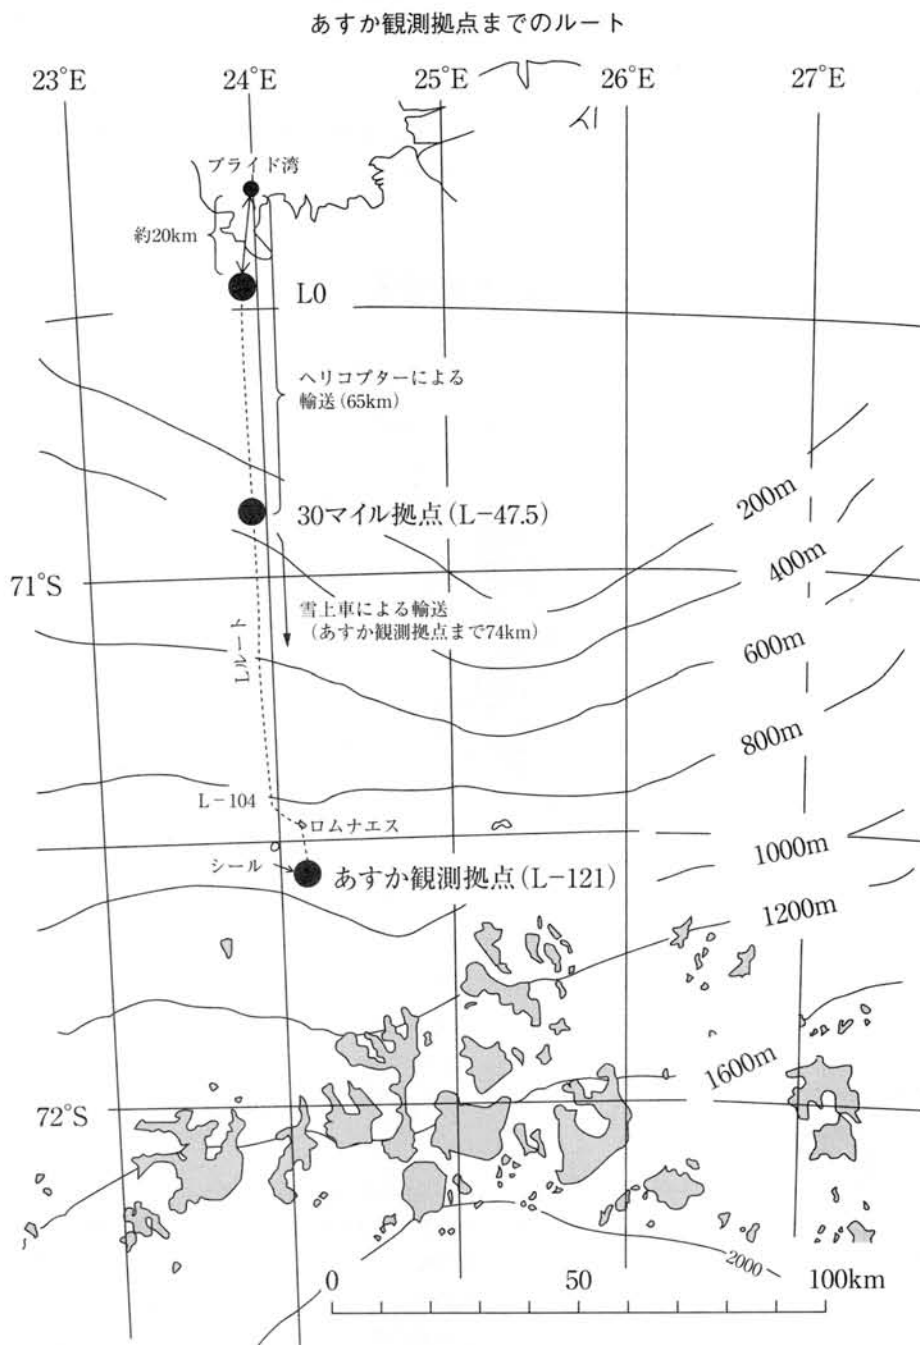 あすか観測拠点までのルート
23°E
24°E
25°E
26°E
27°E
ブライド湾
約20km
L0
ヘリコプターによる
輸送(65km)
30マイル拠点(L-47.5)
200m
71°S
400m
雪上車による輸送
(あすか観測拠点まで74km)
Lルート
600m
800m
L-104
ロムナエス
シール
あすか観測拠点(L-121)
1000m
1200m
1600m
72°S
2000
0
50
100km